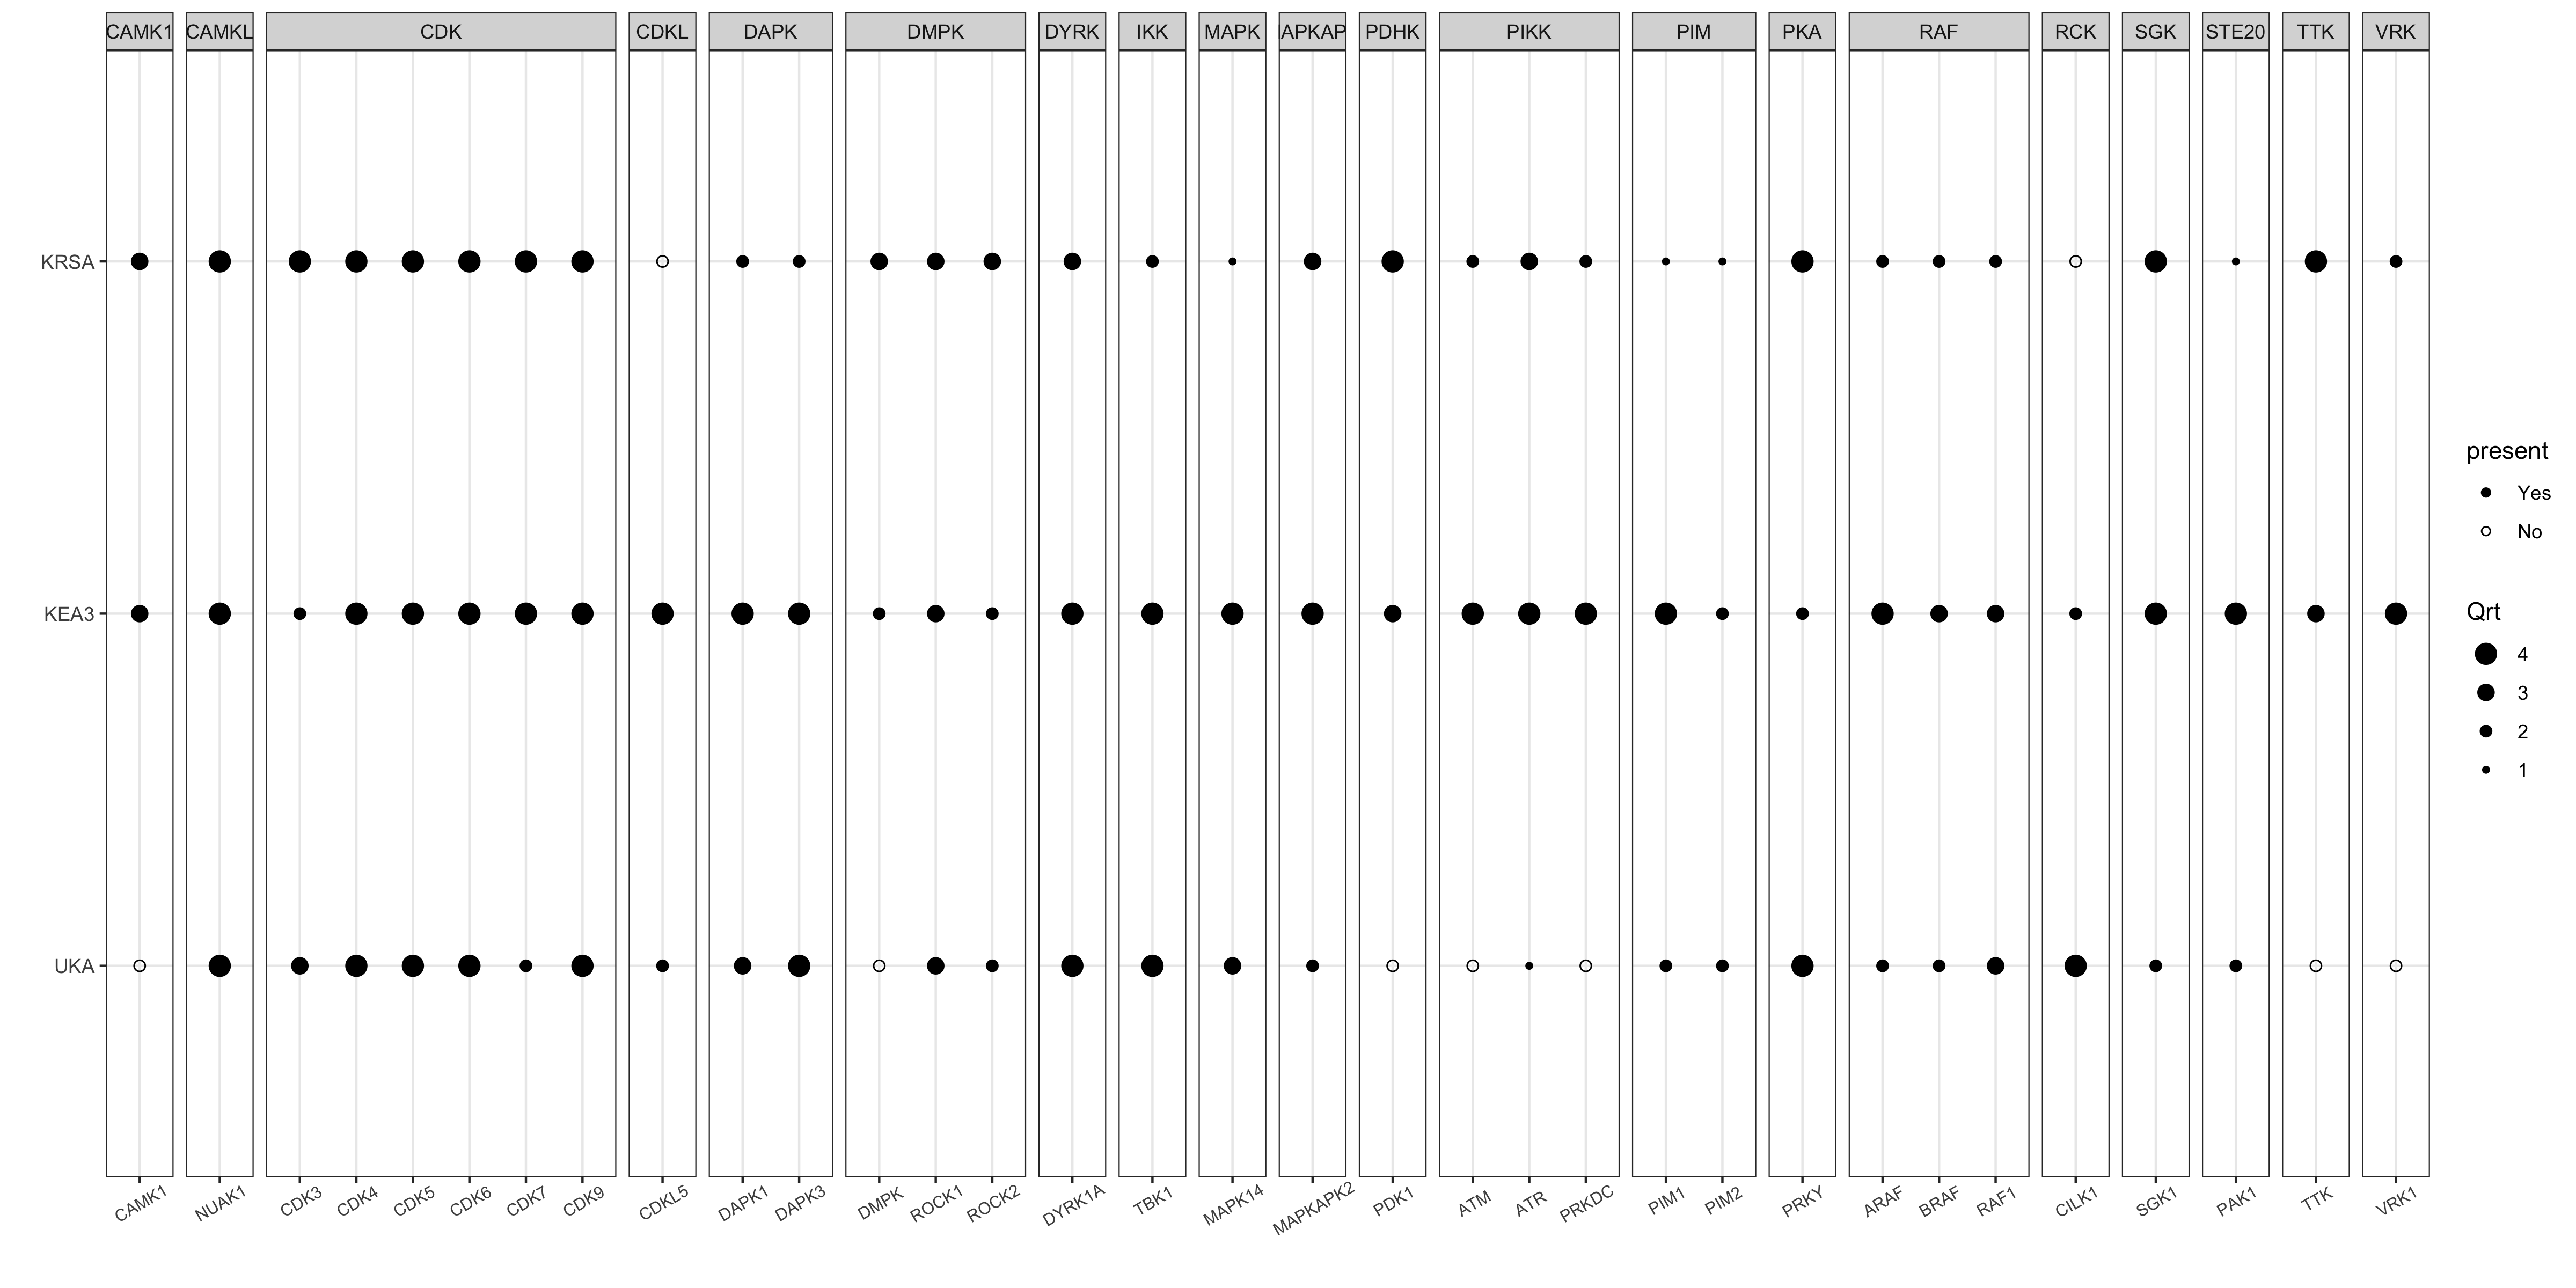 CAMK1 CAMKL CDK CDKL DAPK DMPK DYRK IKK MAPK APKAP PDHK PIKK PIM PKA RAF RCK SGK STE20 TTK VRK
KRSA
KEA3
UKA
CAMK1 NUAK1 CDK3 CDK4 CDK5 CDK6 CDK7 CDK9 CDKL5 DAPK1 DAPK3 DMPK ROCK1 ROCK2 DYRK1A TBK1 MAPK14 MAPKAPK2 PDK1 ATM ATR PRKDC PIM1 PIM2 PRKY ARAF BRAF RAF1 CILK1 SGK1 PAK1 TTK VRK1
present
Yes
No
Qrt
4
3
2
1